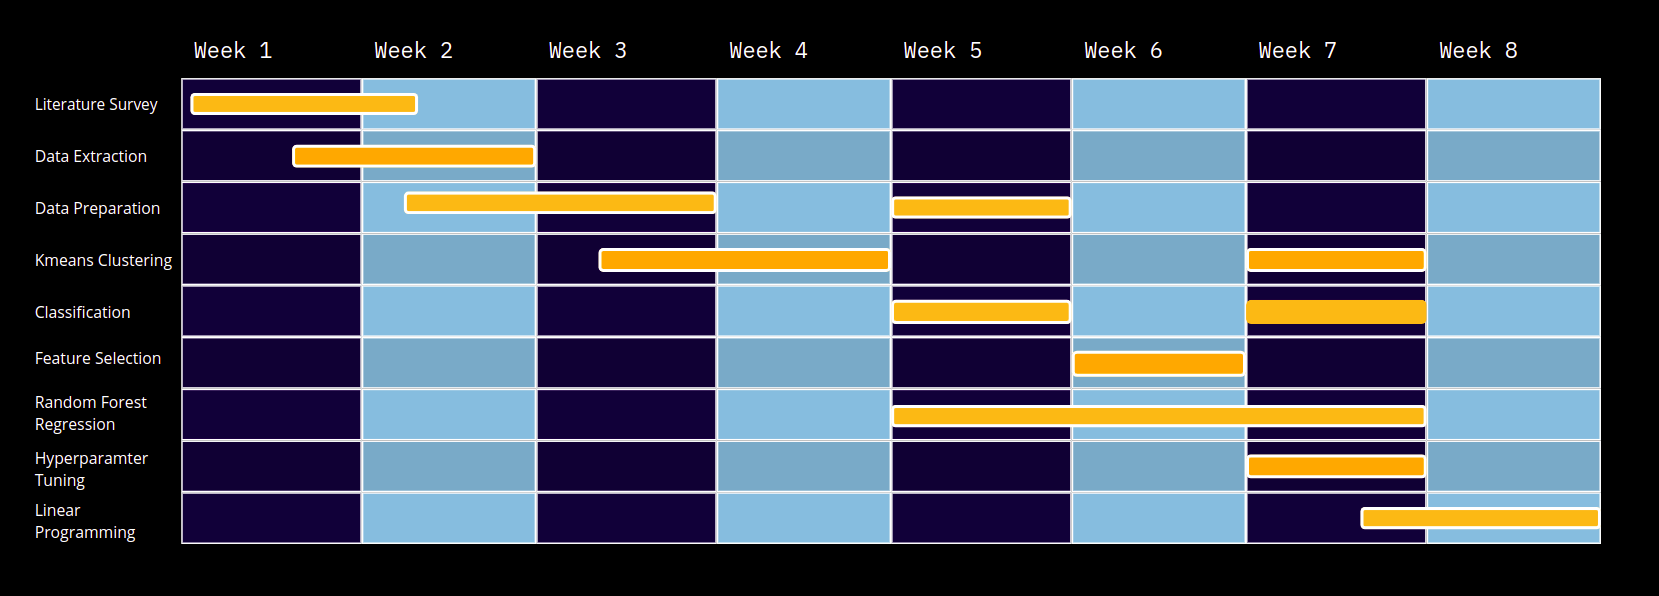 Week 1 Week 2 Week 3 Week 4 Week 5 Week 6 Week 7 Week 8
Literature Survey
Data Extraction
Data Preparation
Kmeans Clustering
Classification
Feature Selection
Random Forest
Regression
Hyperparamter
Tuning
Linear
Programming